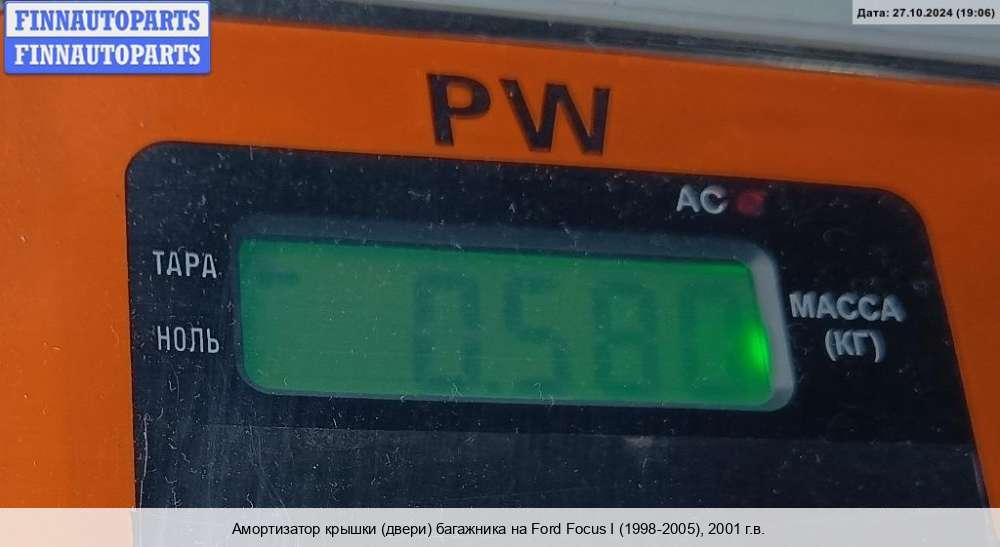 FINNAUTOPARTS
FINNAUTOPARTS
Дата: 27.10.2024 (19:06)
PW
AC
ТАРА
0.580
МАССА
(КГ)
НОЛЬ
Амортизатор крышки (двери) багажника на Ford Focus I (1998-2005), 2001 г.в.